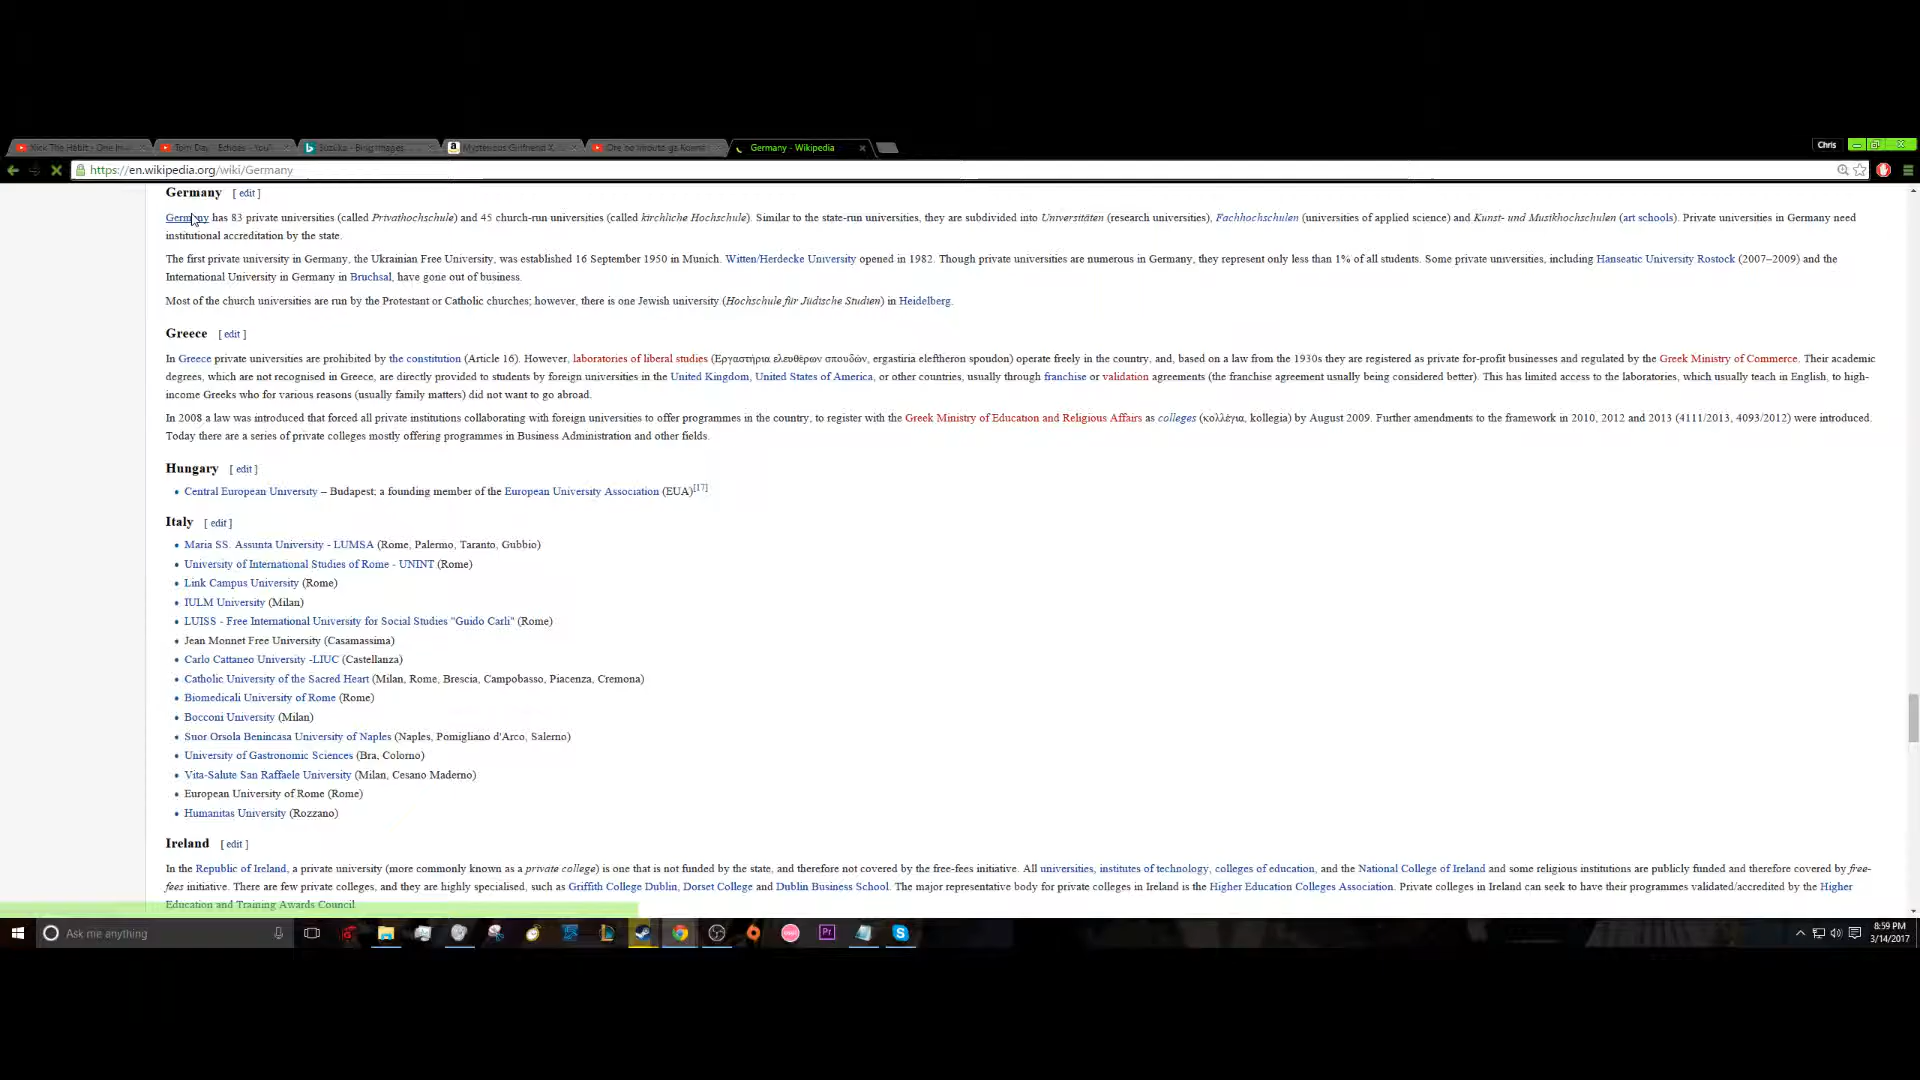 Nick The Habit - One In
Tom Day - Echoes - YouT
Bing Images
Mysterious Girlfriend X
Ore no Imouto ga Kawai
Germany - Wikipedia
Chris
https://en.wikipedia.org/wiki/Germany
Germany [ edit ]
Germany has 83 private universities (called Privathochschule) and 45 church-run universities (called kirchliche Hochschule). Similar to the state-run universities, they are subdivided into Universitäten (research universities), Fachhochschulen (universities of applied science) and Kunst- und Musikhochschulen (art schools). Private universities in Germany need
institutional accreditation by the state.
The first private university in Germany, the Ukrainian Free University, was established 16 September 1950 in Munich. Witten/Herdecke University opened in 1982. Though private universities are numerous in Germany, they represent only less than 1% of all students. Some private universities, including Hanseatic University Rostock (2007–2009) and the
International University in Germany in Bruchsal, have gone out of business.
Most of the church universities are run by the Protestant or Catholic churches; however, there is one Jewish university (Hochschule für Jüdische Studien) in Heidelberg.
Greece [ edit ]
In Greece private universities are prohibited by the constitution (Article 16). However, laboratories of liberal studies (Εργαστήρια ελευθέρων σπουδών, ergastiria eleftheron spoudon) operate freely in the country, and, based on a law from the 1930s they are registered as private for-profit businesses and regulated by the Greek Ministry of Commerce. Their academic
degrees, which are not recognised in Greece, are directly provided to students by foreign universities in the United Kingdom, United States of America, or other countries, usually through franchise or validation agreements (the franchise agreement usually being considered better). This has limited access to the laboratories, which usually teach in English, to high-
income Greeks who for various reasons (usually family matters) did not want to go abroad.
In 2008 a law was introduced that forced all private institutions collaborating with foreign universities to offer programmes in the country, to register with the Greek Ministry of Education and Religious Affairs as colleges (κολλέγια, kollegia) by August 2009. Further amendments to the framework in 2010, 2012 and 2013 (4111/2013, 4093/2012) were introduced.
Today there are a series of private colleges mostly offering programmes in Business Administration and other fields.
Hungary [ edit ]
• Central European University – Budapest; a founding member of the European University Association (EUA)[17]
Italy [ edit ]
• Maria SS. Assunta University - LUMSA (Rome, Palermo, Taranto, Gubbio)
• University of International Studies of Rome - UNINT (Rome)
• Link Campus University (Rome)
• IULM University (Milan)
• LUISS - Free International University for Social Studies "Guido Carli" (Rome)
• Jean Monnet Free University (Casamassima)
• Carlo Cattaneo University -LIUC (Castellanza)
• Catholic University of the Sacred Heart (Milan, Rome, Brescia, Campobasso, Piacenza, Cremona)
• Biomedicali University of Rome (Rome)
• Bocconi University (Milan)
• Suor Orsola Benincasa University of Naples (Naples, Pomigliano d'Arco, Salerno)
• University of Gastronomic Sciences (Bra, Colorno)
• Vita-Salute San Raffaele University (Milan, Cesano Maderno)
• European University of Rome (Rome)
• Humanitas University (Rozzano)
Ireland [ edit ]
In the Republic of Ireland, a private university (more commonly known as a private college) is one that is not funded by the state, and therefore not covered by the free-fees initiative. All universities, institutes of technology, colleges of education, and the National College of Ireland and some religious institutions are publicly funded and therefore covered by free-
fees initiative. There are few private colleges, and they are highly specialised, such as Griffith College Dublin, Dorset College and Dublin Business School. The major representative body for private colleges in Ireland is the Higher Education Colleges Association. Private colleges in Ireland can seek to have their programmes validated/accredited by the Higher
Education and Training Awards Council.
Ask me anything
Pr
8:59 PM
3/14/2017